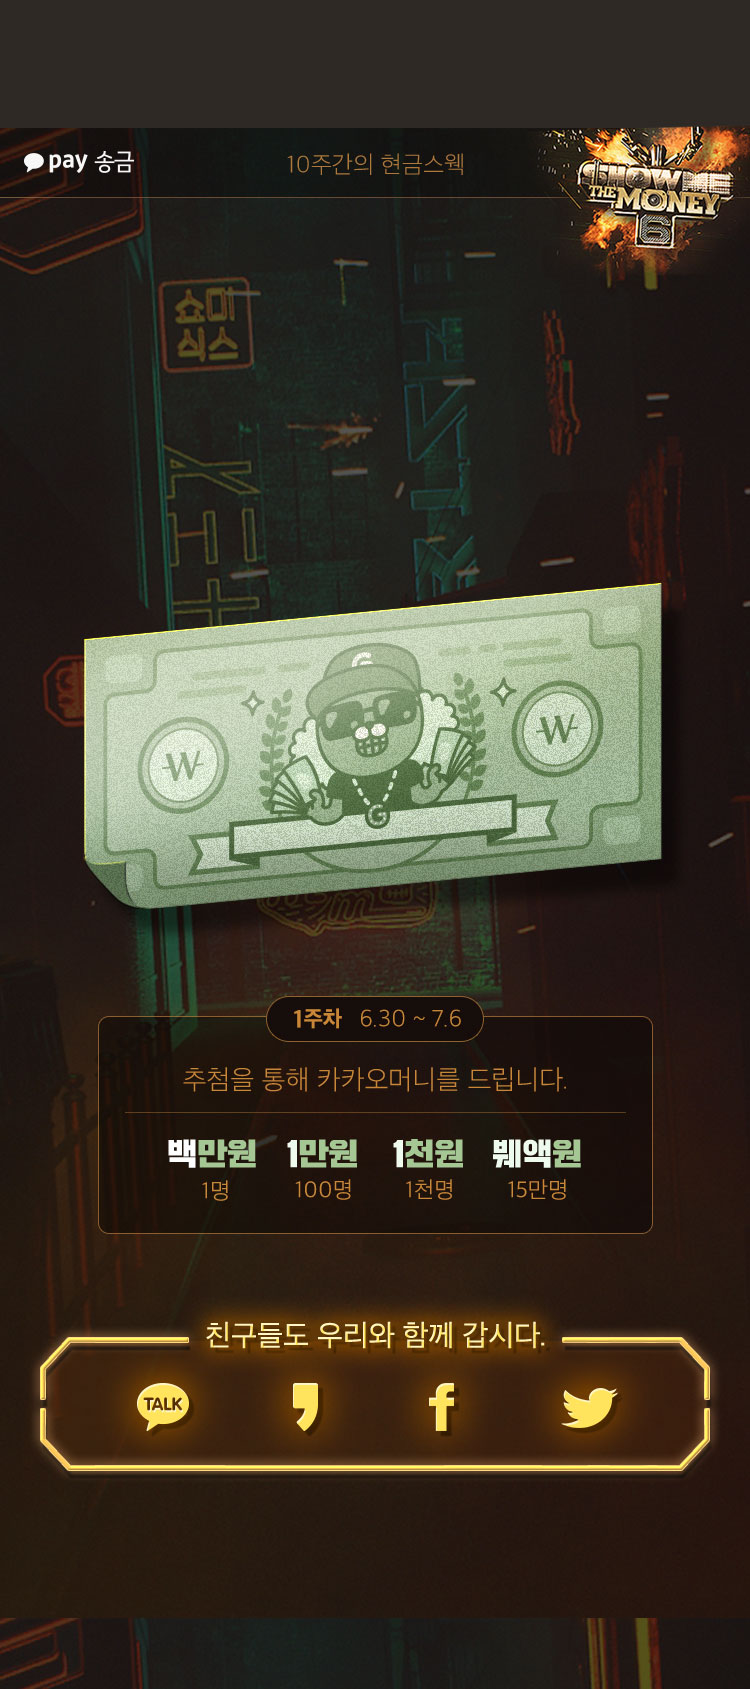 pay 송금
10주간의 현금스웩
SHOW ME
THE MONEY
6
쇼미
식스
W
W
G
1주차 6.30 ~ 7.6
추첨을 통해 카카오머니를 드립니다.
백만원 1만원 1천원 뭬액원
1명 100명 1천명 15만명
친구들도 우리와 함께 갑시다.
TALK